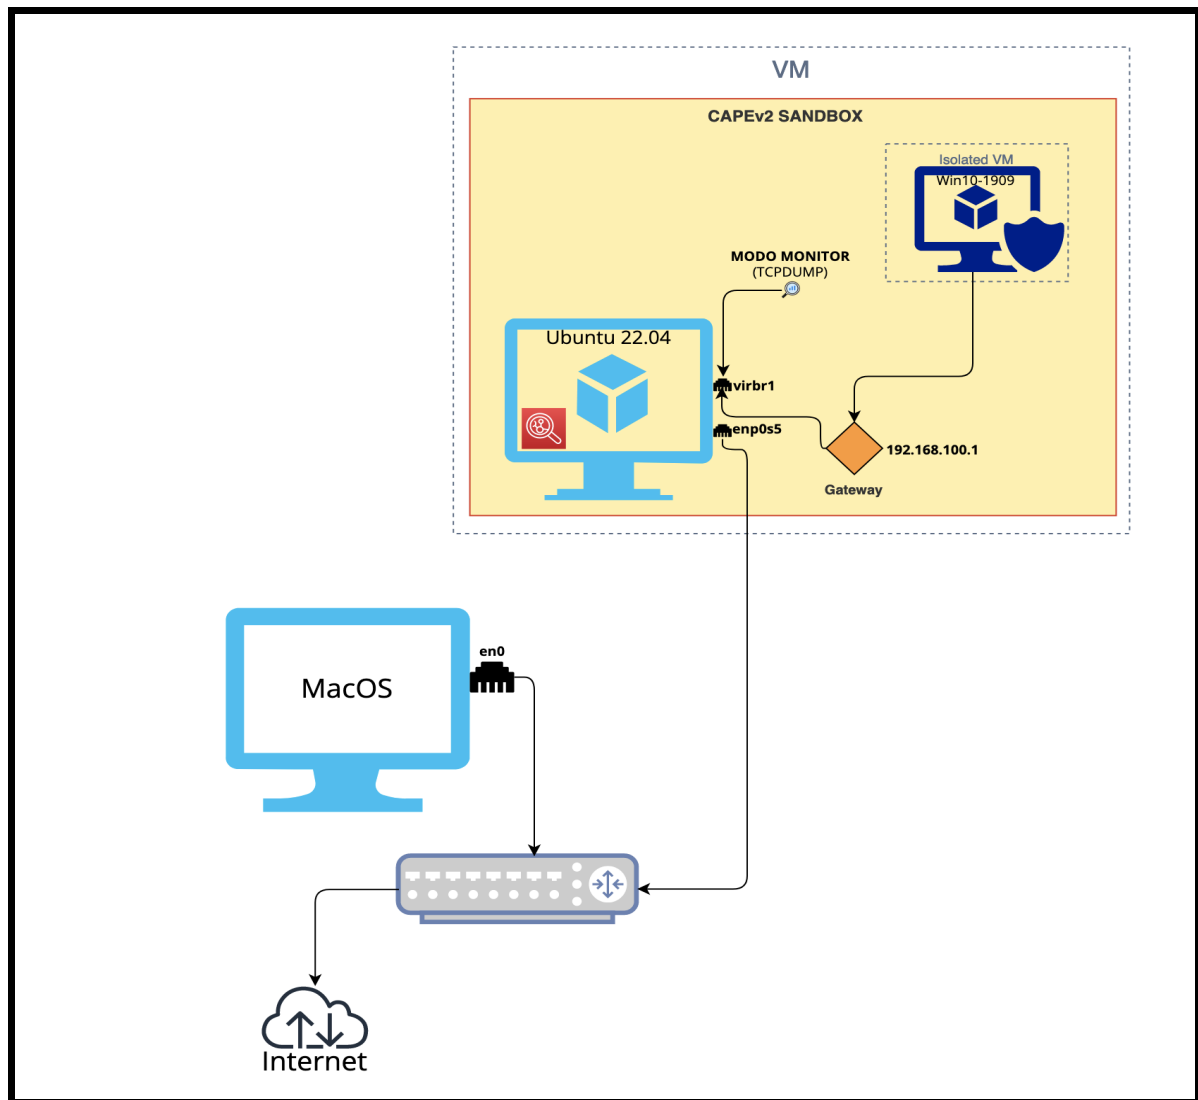 VM
CAPEv2 SANDBOX
Isolated VM
Win10-1909
MODO MONITOR
(TCPDUMP)
Ubuntu 22.04
virbr1
enp0s5
192.168.100.1
Gateway
en0
MacOS
Internet